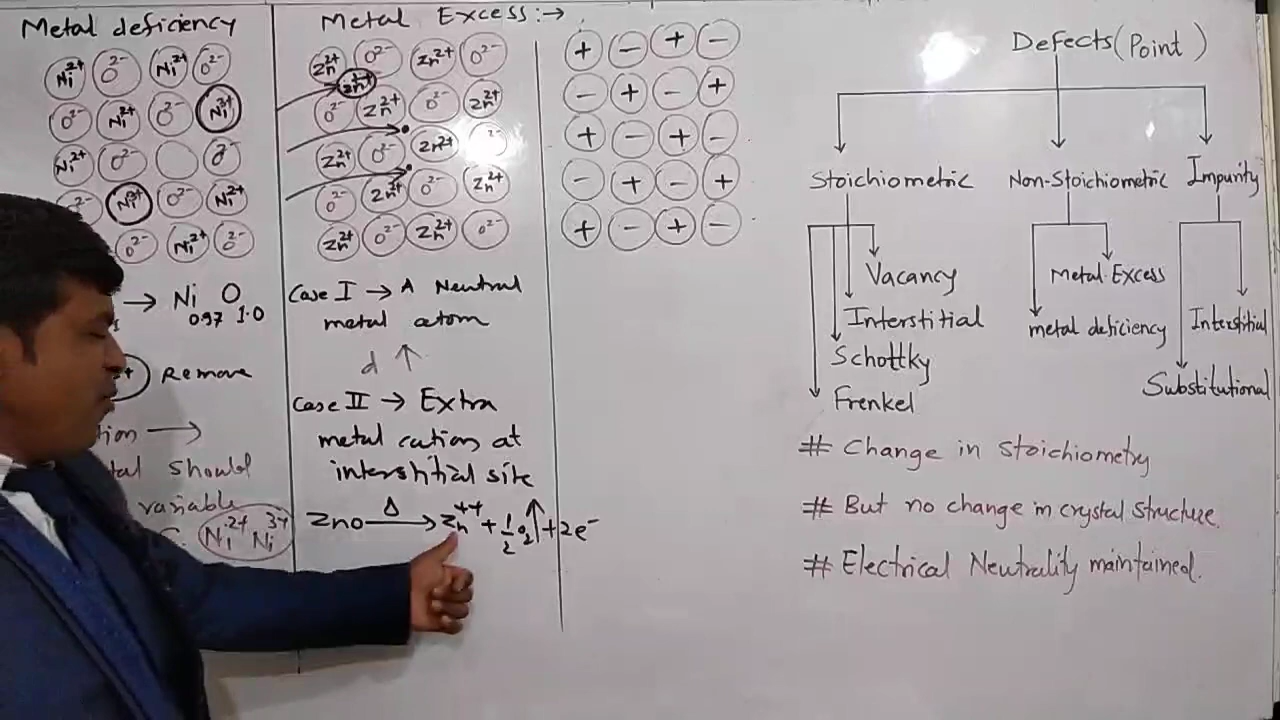 Metal deficiency
Ni²⁺ O²⁻ Ni²⁺ O²⁻
O²⁻ Ni²⁺ O²⁻ Ni³⁺
Ni²⁺ O²⁻ O²⁻
O²⁻ Ni³⁺ O²⁻ Ni²⁺
O²⁻ Ni²⁺ O²⁻
→ Ni₀.₉₇ O₁.₀
Remove
tion →
tal should
variable
Ni²⁺ Ni³⁺
Metal Excess :→
Zn²⁺ O²⁻ Zn²⁺ O²⁻
Zn²⁺
O²⁻ Zn²⁺ O²⁻ Zn²⁺
Zn²⁺ O²⁻ Zn²⁺ ²⁻
O²⁻ Zn²⁺ O²⁻ Zn²⁺
Zn²⁺ O²⁻ Zn²⁺ O²⁻
Case I → A Neutral
metal atom
d ↑
Case II → Extra
metal cation at
interstitial site
ZnO —Δ→ Zn⁺⁺ + ½ O₂↑ + 2e⁻
+ − + −
− + − +
+ − + −
− + − +
+ − + −
Defects (Point)
Stoichiometric Non-Stoichiometric Impurity
Vacancy
Interstitial
Schottky
Frenkel
Metal Excess
metal deficiency
Interstitial
Substitutional
# Change in stoichiometry
# But no change in crystal structure.
# Electrical Neutrality maintained.